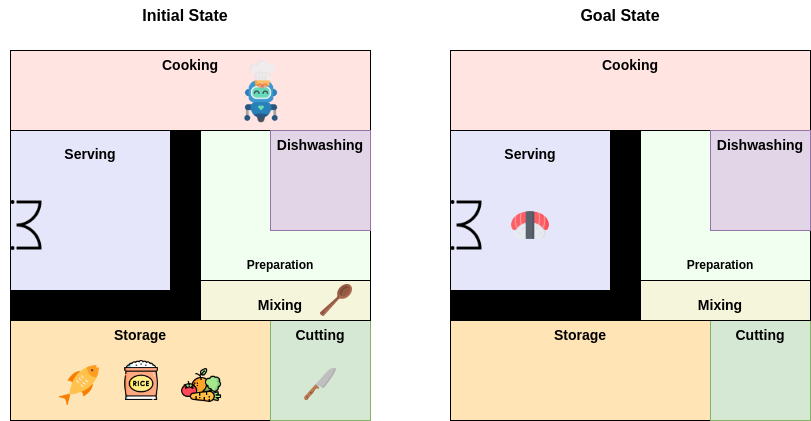 Initial State
Goal State
Cooking
Cooking
Dishwashing
Dishwashing
Serving
Serving
Preparation
Preparation
Mixing
Mixing
Storage
Cutting
Storage
Cutting
RICE